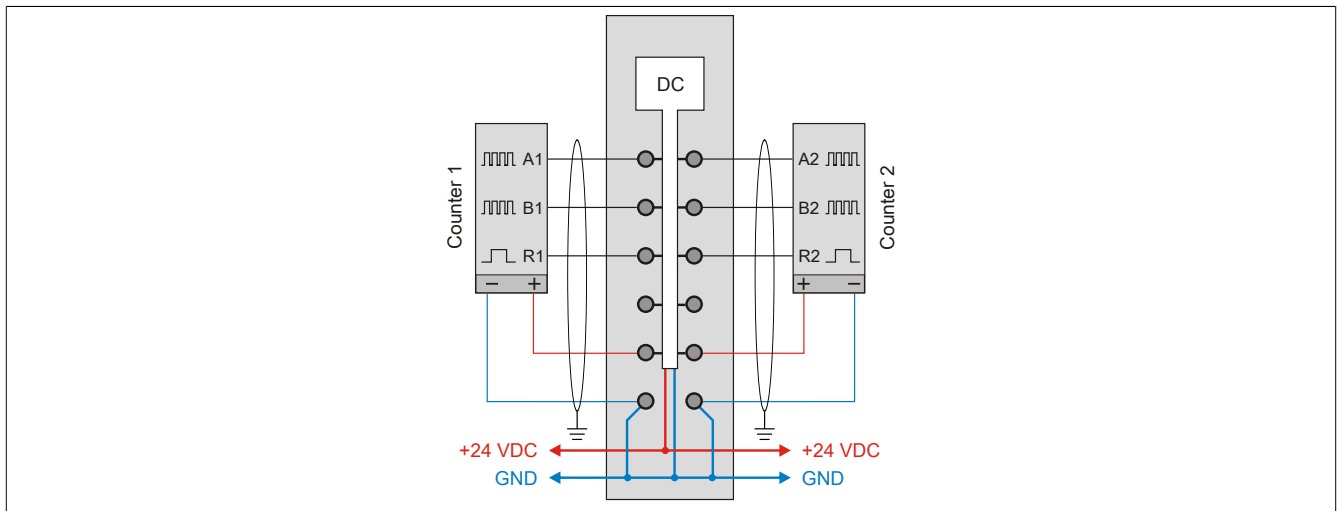 DC
Counter 1
A1
B1
R1
− +
A2
B2
R2
+ −
Counter 2
+24 VDC
+24 VDC
GND
GND